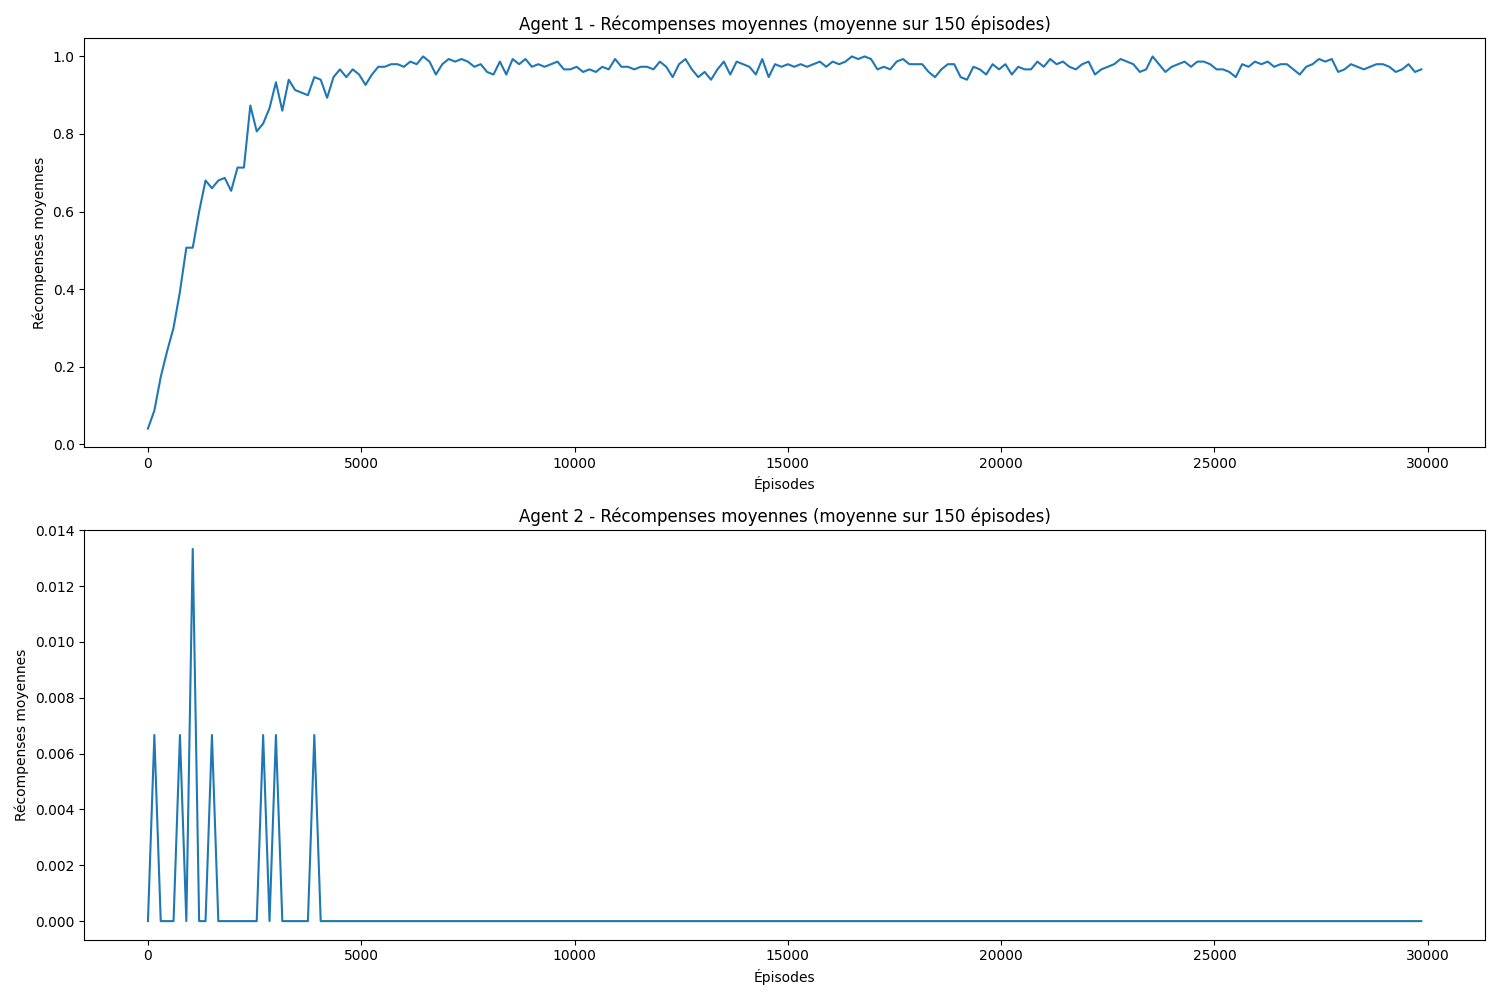 Agent 1 - Récompenses moyennes (moyenne sur 150 épisodes)
Récompenses moyennes
1.0
0.8
0.6
0.4
0.2
0.0
0 5000 10000 15000 20000 25000 30000
Épisodes
Agent 2 - Récompenses moyennes (moyenne sur 150 épisodes)
Récompenses moyennes
0.014
0.012
0.010
0.008
0.006
0.004
0.002
0.000
0 5000 10000 15000 20000 25000 30000
Épisodes